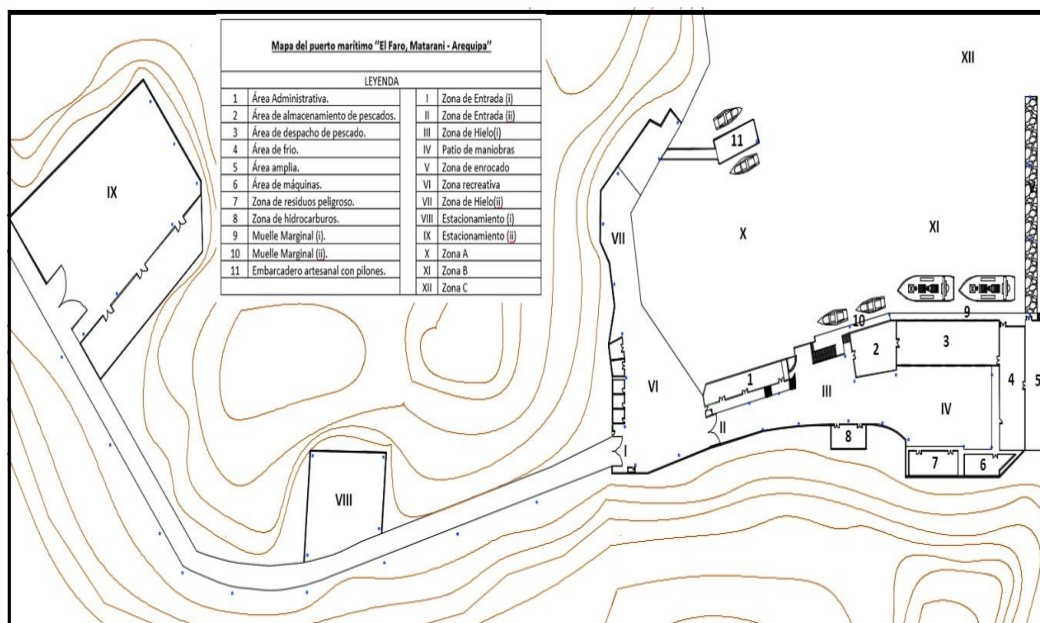 Mapa del puerto marítimo "El Faro, Matarani - Arequipa"
LEYENDA
1 Área Administrativa. I Zona de Entrada (i)
2 Área de almacenamiento de pescados. II Zona de Entrada (ii)
3 Área de despacho de pescado. III Zona de Hielo(i)
4 Área de frio. IV Patio de maniobras
5 Área amplia. V Zona de enrocado
6 Área de máquinas. VI Zona recreativa
7 Zona de residuos peligroso. VII Zona de Hielo(ii)
8 Zona de hidrocarburos. VIII Estacionamiento (i)
9 Muelle Marginal (i). IX Estacionamiento (ii)
10 Muelle Marginal (ii). X Zona A
11 Embarcadero artesanal con pilones. XI Zona B
XII Zona C
XII
11
IX
V
XI
X
VII
9
10
3
2
1
VI
III
4
5
IV
II
8
I
7
6
VIII